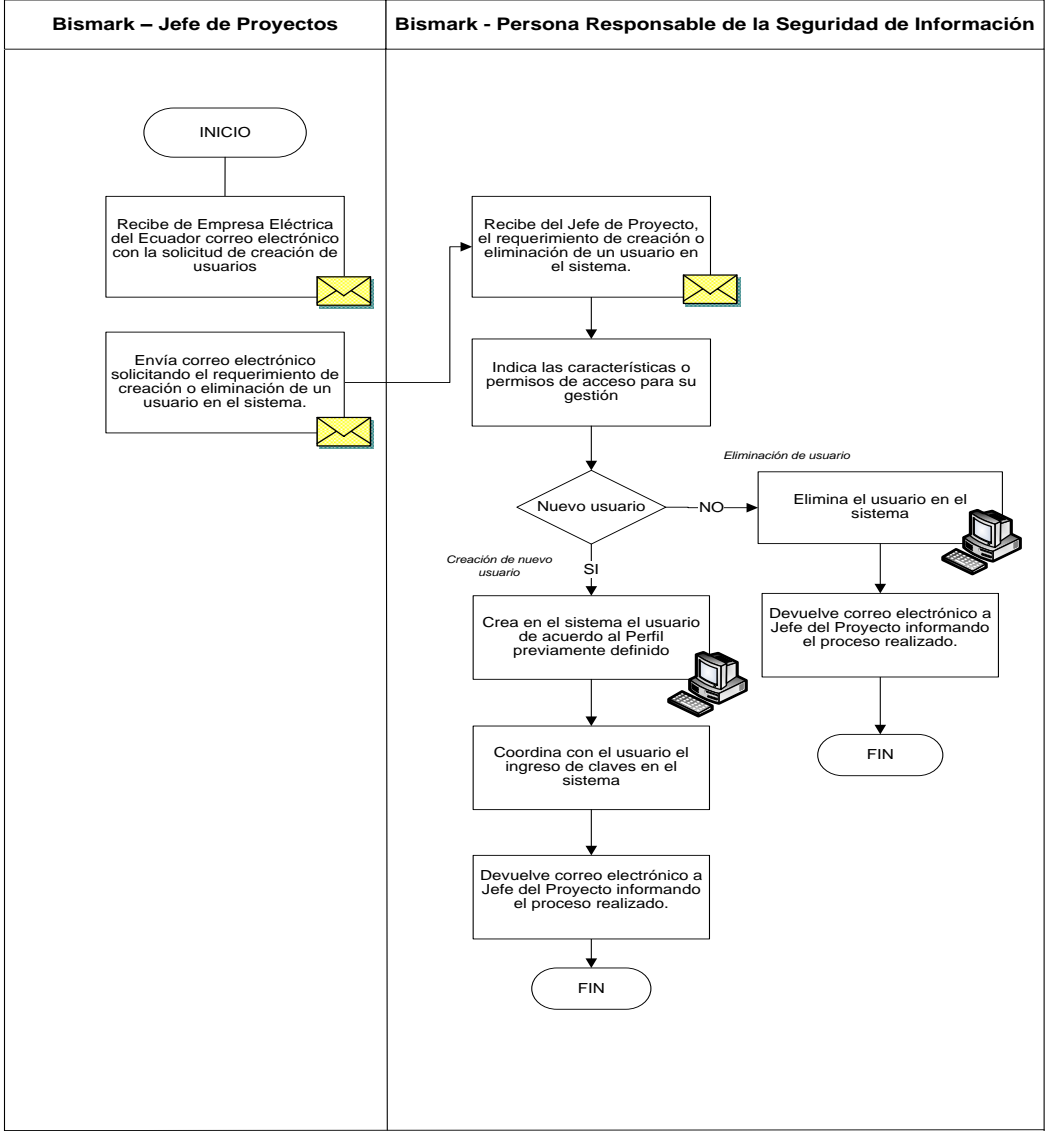 Bismark – Jefe de Proyectos
Bismark - Persona Responsable de la Seguridad de Información
INICIO
Recibe de Empresa Eléctrica
del Ecuador correo electrónico
con la solicitud de creación de
usuarios
Envía correo electrónico
solicitando el requerimiento de
creación o eliminación de un
usuario en el sistema.
Recibe del Jefe de Proyecto,
el requerimiento de creación o
eliminación de un usuario en
el sistema.
Indica las características o
permisos de acceso para su
gestión
Nuevo usuario
NO
Eliminación de usuario
Elimina el usuario en el
sistema
Devuelve correo electrónico a
Jefe del Proyecto informando
el proceso realizado.
FIN
Creación de nuevo
usuario
SI
Crea en el sistema el usuario
de acuerdo al Perfil
previamente definido
Coordina con el usuario el
ingreso de claves en el
sistema
Devuelve correo electrónico a
Jefe del Proyecto informando
el proceso realizado.
FIN